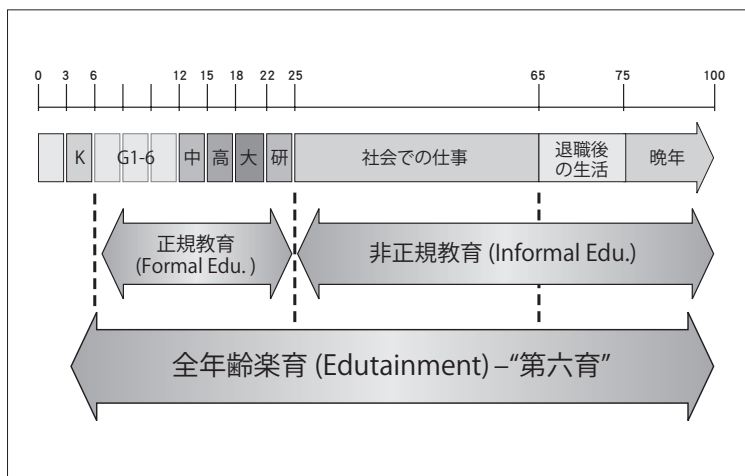 0 3 6 12 15 18 22 25 65 75 100
K G1-6 中 高 大 研 社会での仕事 退職後 晩年
の生活
正規教育 非正規教育 (Informal Edu.)
(Formal Edu. )
全年齢楽育 (Edutainment) –“第六育”